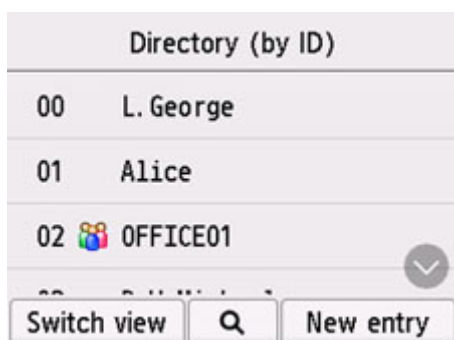 Directory (by ID)
00 L. George
01 Alice
02 OFFICE01
Switch view New entry